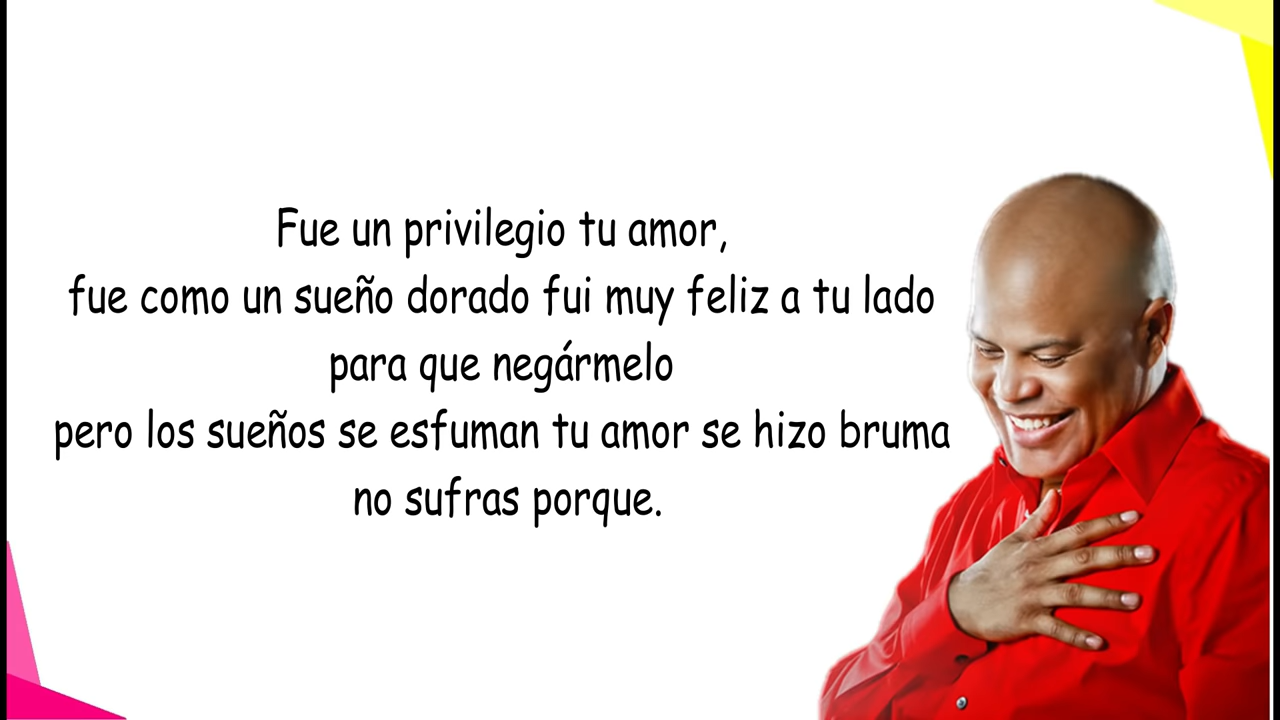 Fue un privilegio tu amor,
fue como un sueño dorado fui muy feliz a tu lado
para que negármelo
pero los sueños se esfuman tu amor se hizo bruma
no sufras porque.